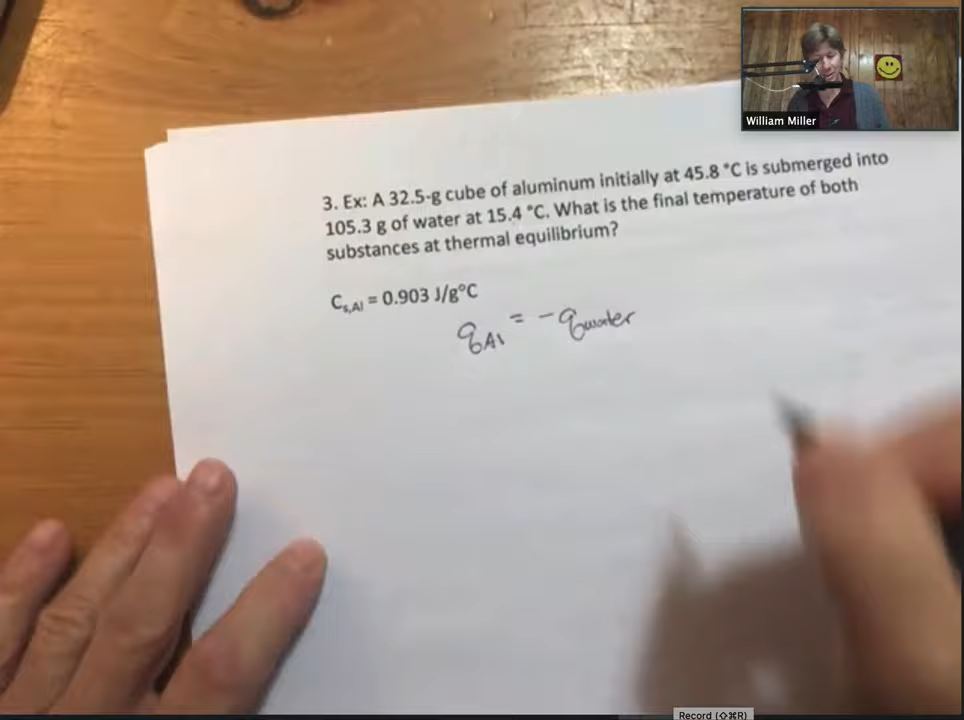 William Miller
3. Ex: A 32.5-g cube of aluminum initially at 45.8 °C is submerged into
105.3 g of water at 15.4 °C. What is the final temperature of both
substances at thermal equilibrium?
Cs,Al = 0.903 J/g°C
qAl = -qwater
Record (⇧⌘R)